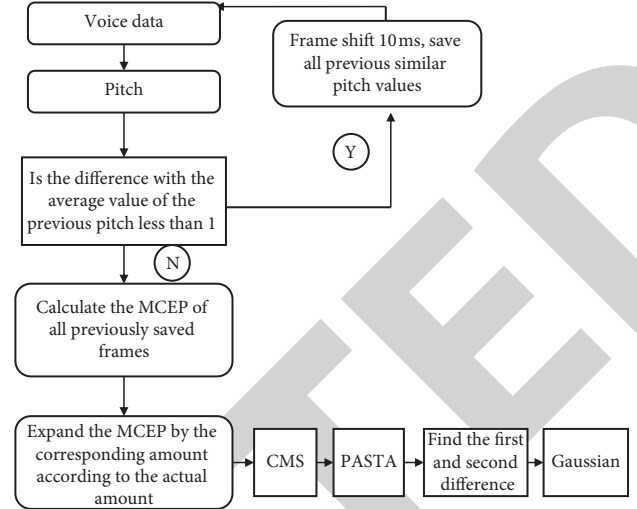 Voice data
Frame shift 10 ms, save
all previous similar
pitch values
Pitch
Y
Is the difference with the
average value of the
previous pitch less than 1
N
Calculate the MCEP of
all previously saved
frames
Expand the MCEP by the
corresponding amount
according to the actual
amount
CMS
PASTA
Find the first
and second
difference
Gaussian
TED